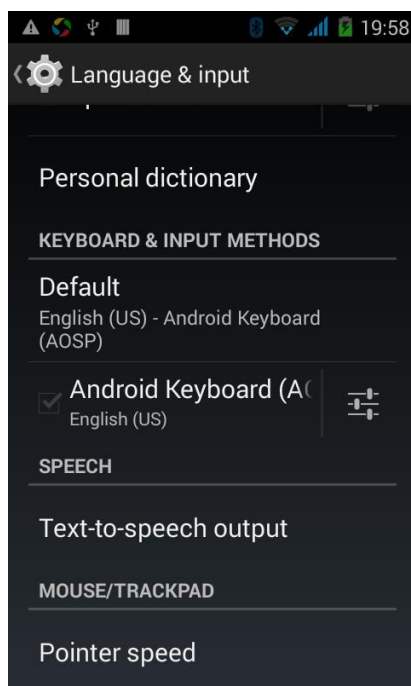 19:58
Language & input
Personal dictionary
KEYBOARD & INPUT METHODS
Default
English (US) - Android Keyboard
(AOSP)
Android Keyboard (A
English (US)
SPEECH
Text-to-speech output
MOUSE/TRACKPAD
Pointer speed